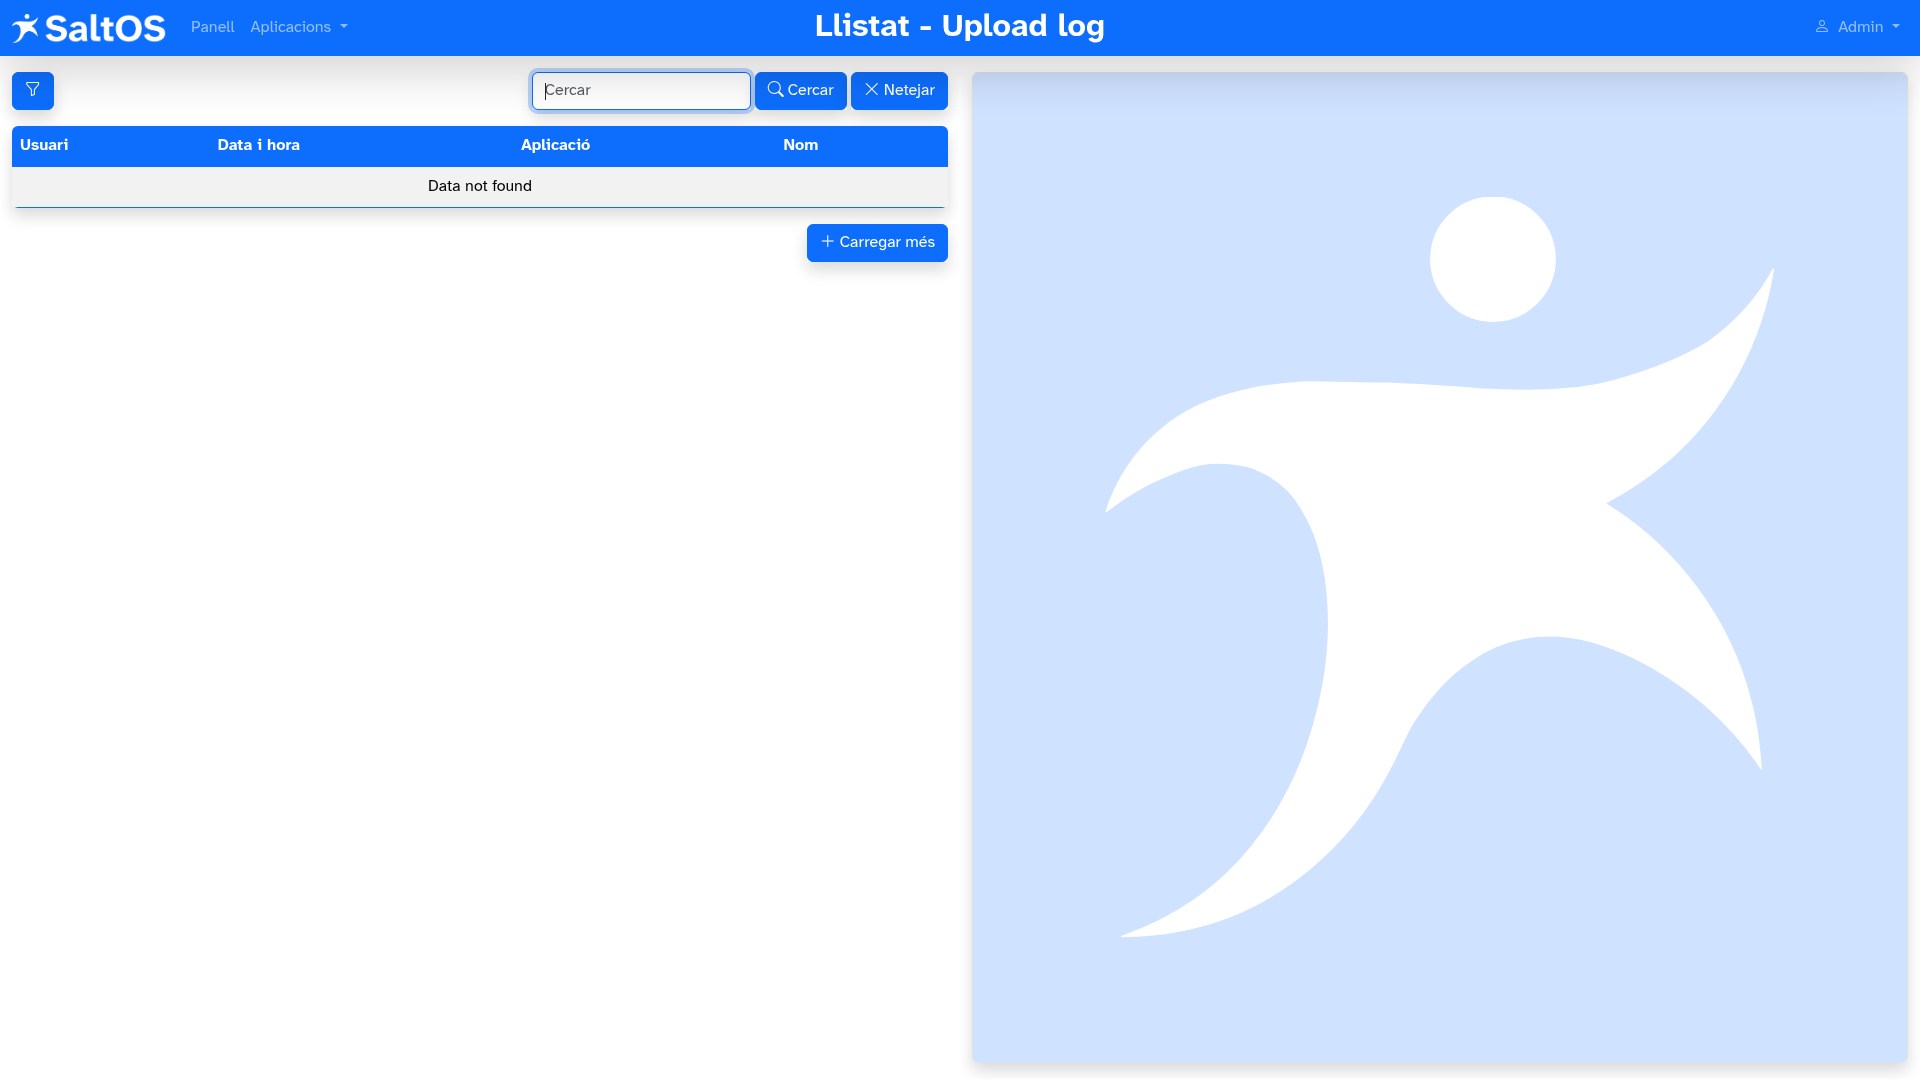 SaltOS Panell Aplicacions Llistat - Upload log Admin
Cercar Cercar Netejar
Usuari Data i hora Aplicació Nom
Data not found
Carregar més